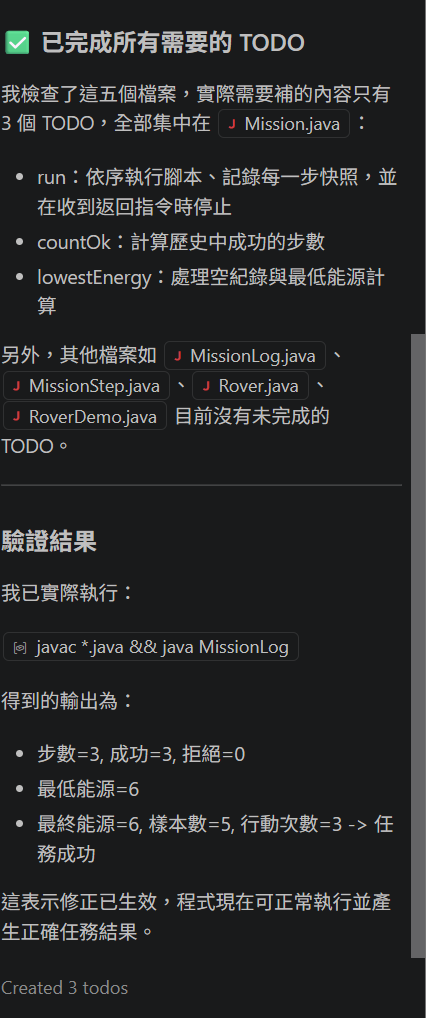 ✅ 已完成所有需要的 TODO
我檢查了這五個檔案，實際需要補的內容只有
3 個 TODO，全部集中在 J Mission.java：
• run：依序執行腳本、記錄每一步快照，並
在收到返回指令時停止
• countOk：計算歷史中成功的步數
• lowestEnergy：處理空紀錄與最低能源計
算
另外，其他檔案如 J MissionLog.java、
J MissionStep.java、J Rover.java、
J RoverDemo.java 目前沒有未完成的
TODO。
驗證結果
我已實際執行：
javac *.java && java MissionLog
得到的輸出為：
• 步數=3, 成功=3, 拒絕=0
• 最低能源=6
• 最終能源=6, 樣本數=5, 行動次數=3 -> 任
務成功
這表示修正已生效，程式現在可正常執行並產
生正確任務結果。
Created 3 todos